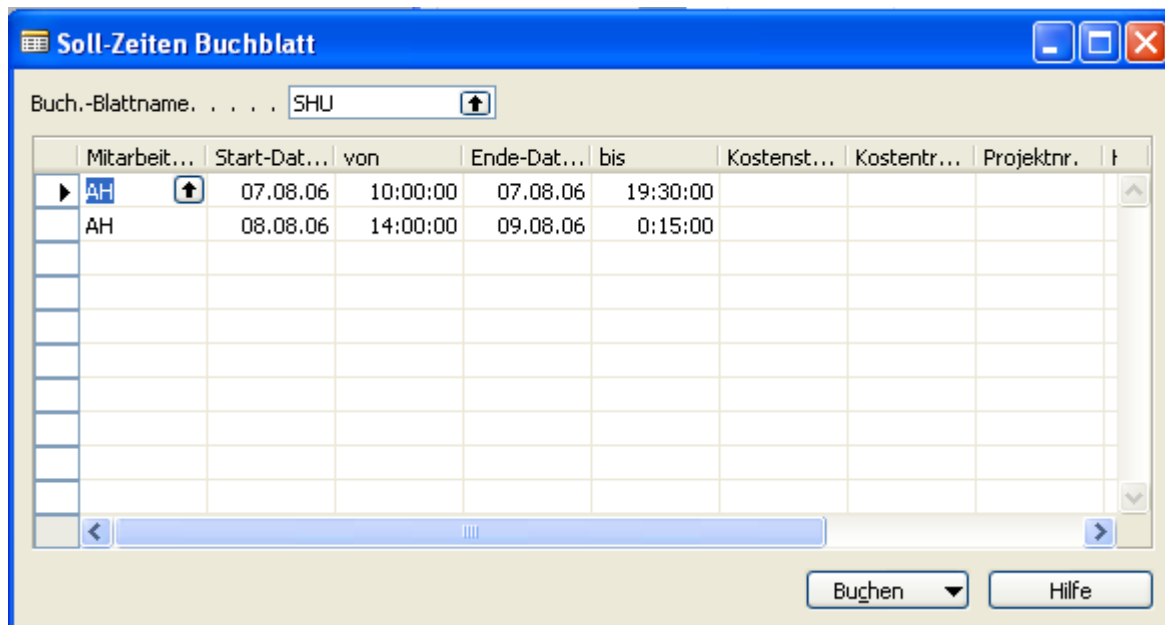 Soll-Zeiten Buchblatt
Buch.-Blattname. . . . . SHU
Mitarbeit... Start-Dat... von Ende-Dat... bis Kostenst... Kostentr... Projektnr.
AH 07.08.06 10:00:00 07.08.06 19:30:00
AH 08.08.06 14:00:00 09.08.06 0:15:00
Buchen Hilfe